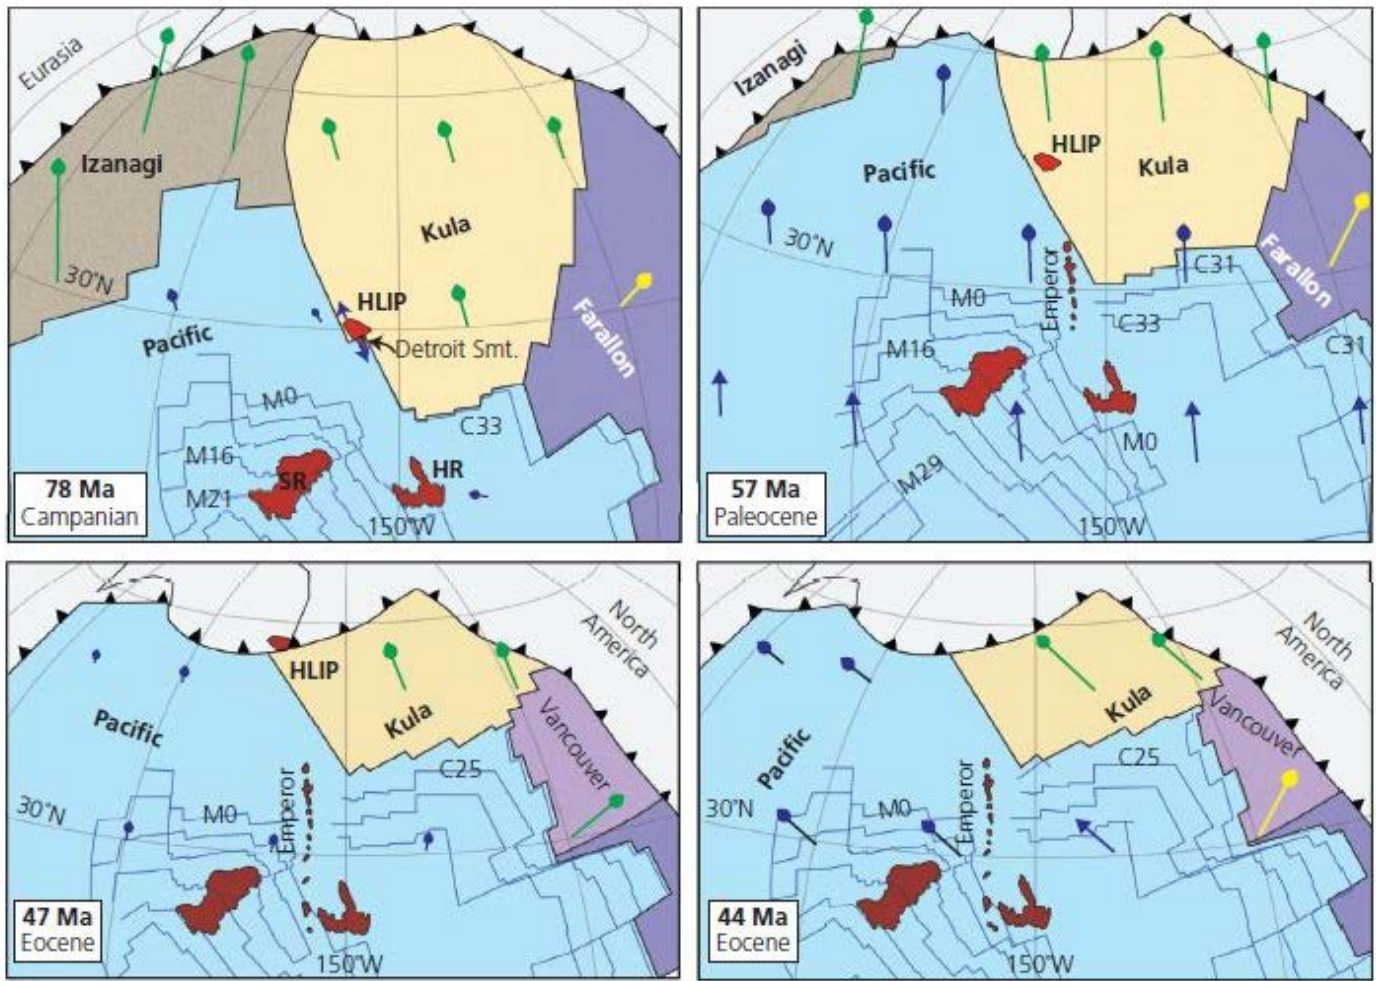 Eurasia
Izanagi
Kula
30°N
HLIP
Pacific
Detroit Smt.
Farallon
M0
C33
M16
SR
HR
M21
150°W
78 Ma
Campanian
Izanagi
HLIP
Pacific
Kula
30°N
Emperor
Farallon
C31
M0
C33
M16
C31
M0
M29
57 Ma
Paleocene
150°W
North
America
HLIP
Pacific
Kula
Vancouver
C25
30°N
M0
Emperor
47 Ma
Eocene
150°W
North
America
Kula
Vancouver
Pacific
C25
30°N
M0
Emperor
44 Ma
Eocene
150°W